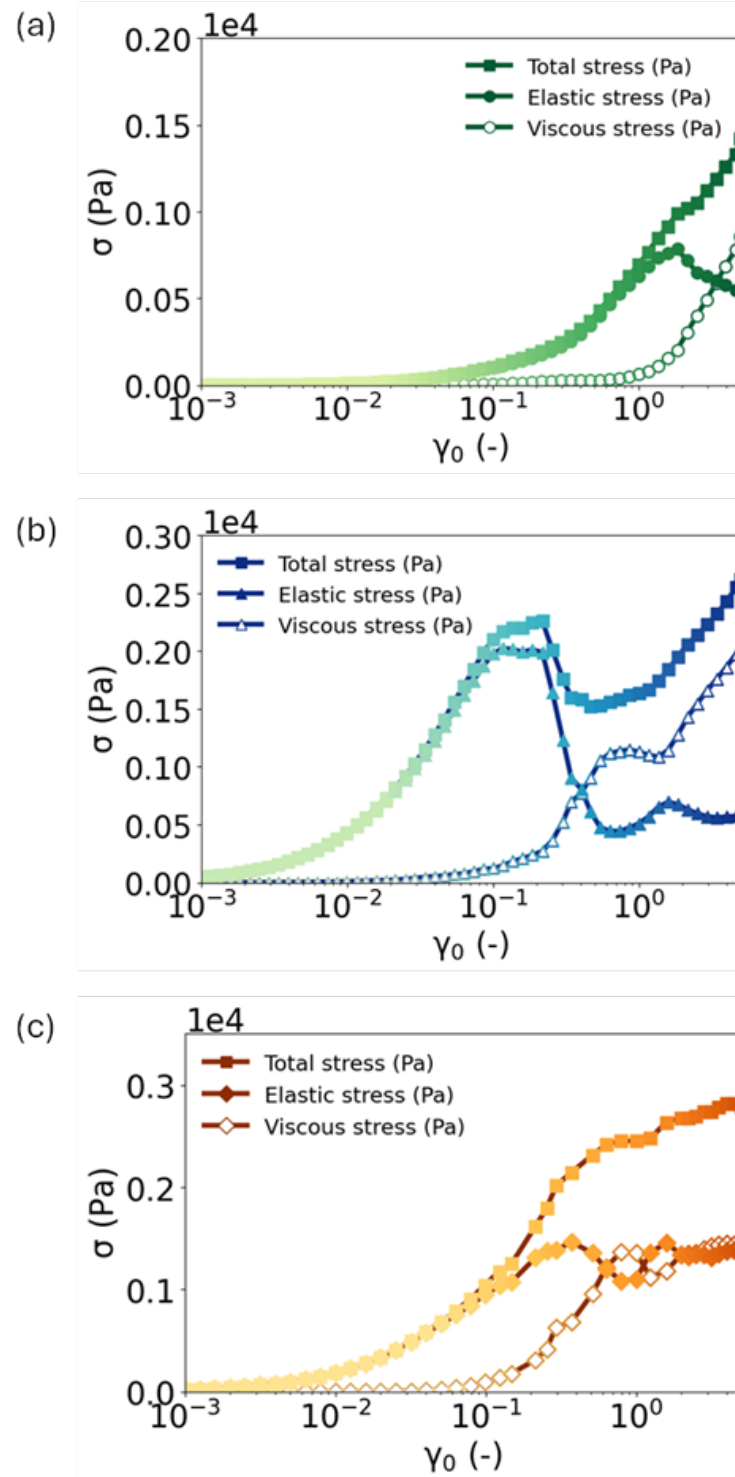 (a)
1e4
0.20
0.15
0.10
0.05
0.00
σ (Pa)
Total stress (Pa)
Elastic stress (Pa)
Viscous stress (Pa)
10⁻³ 10⁻² 10⁻¹ 10⁰
γ₀ (-)
(b)
1e4
0.30
0.25
0.20
0.15
0.10
0.05
0.00
σ (Pa)
Total stress (Pa)
Elastic stress (Pa)
Viscous stress (Pa)
10⁻³ 10⁻² 10⁻¹ 10⁰
γ₀ (-)
(c)
1e4
0.3
0.2
0.1
0.0
σ (Pa)
Total stress (Pa)
Elastic stress (Pa)
Viscous stress (Pa)
10⁻³ 10⁻² 10⁻¹ 10⁰
γ₀ (-)